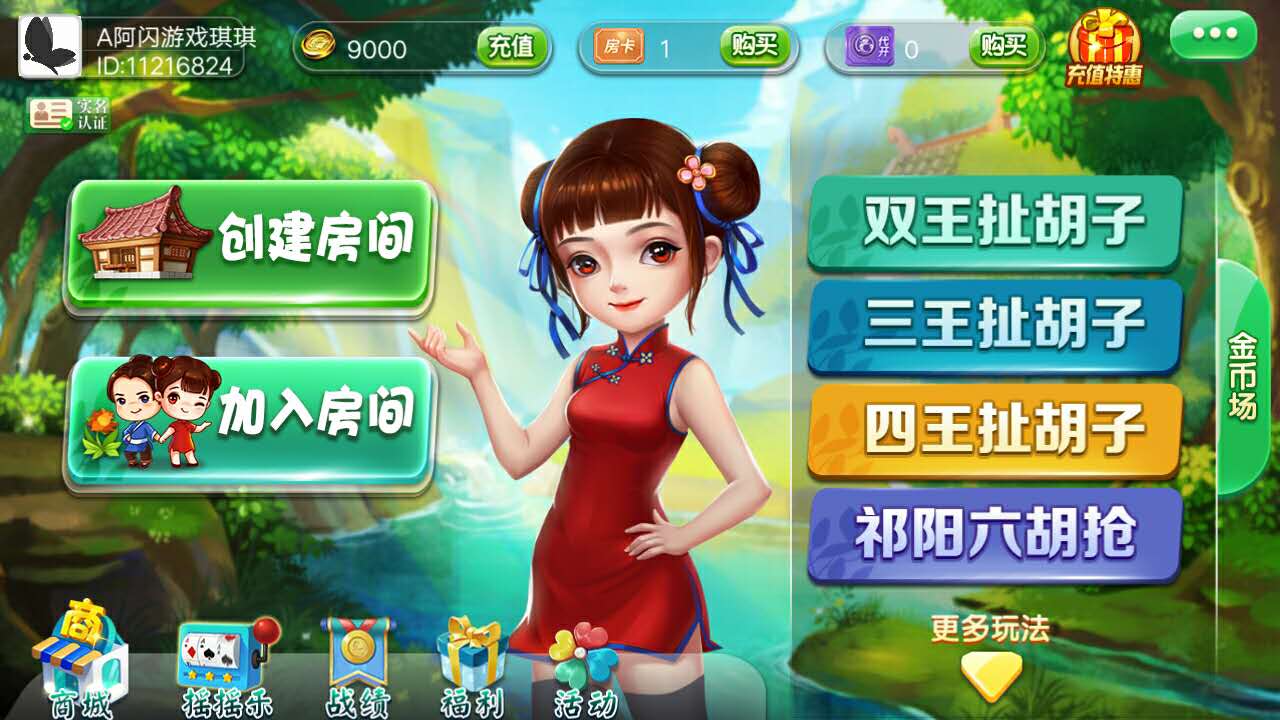 A阿闪游戏琪琪
ID:11216824
9000
充值
房卡
1
购买
代开
0
购买
充值特惠
实名
认证
创建房间
加入房间
双王扯胡子
三王扯胡子
四王扯胡子
祁阳六胡抢
更多玩法
金币场
商
商城
摇摇乐
战绩
福利
活动